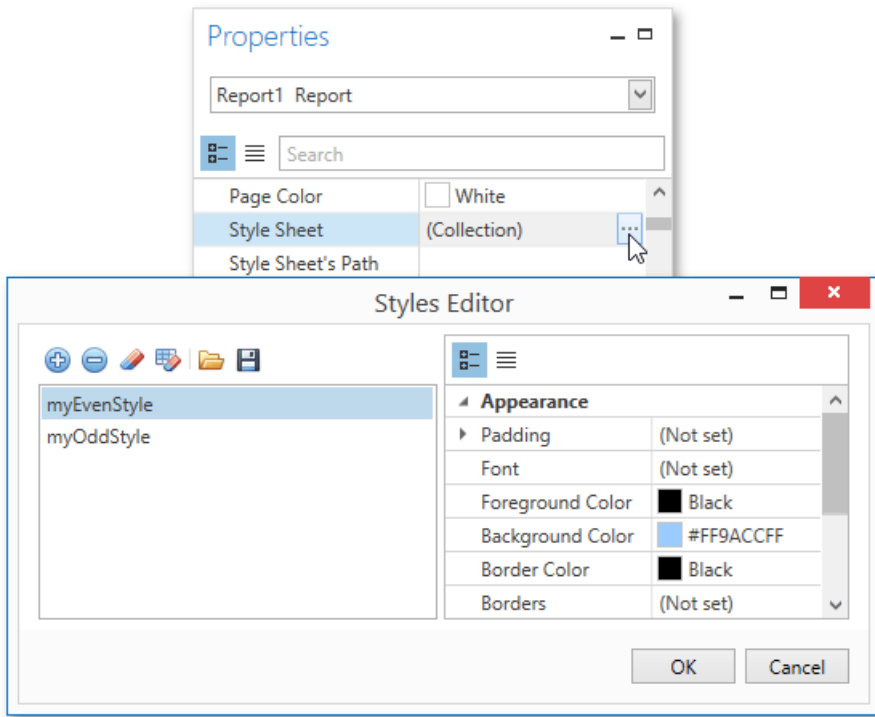 Properties
Report1 Report
Search
Page Color White
Style Sheet (Collection) ...
Style Sheet's Path
Styles Editor
myEvenStyle
myOddStyle
Appearance
Padding (Not set)
Font (Not set)
Foreground Color Black
Background Color #FF9ACCFF
Border Color Black
Borders (Not set)
OK Cancel